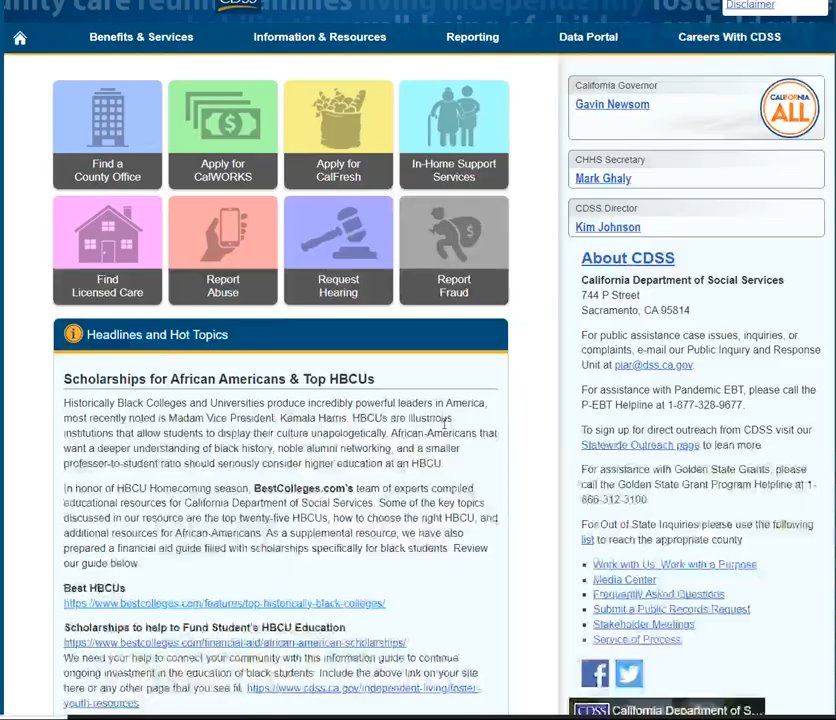 CDSS
Disclaimer
Benefits & Services
Information & Resources
Reporting
Data Portal
Careers With CDSS
Find a
County Office
Apply for
CalWORKS
Apply for
CalFresh
In-Home Support
Services
Find
Licensed Care
Report
Abuse
Request
Hearing
Report
Fraud
Headlines and Hot Topics
Scholarships for African Americans & Top HBCUs
Historically Black Colleges and Universities produce incredibly powerful leaders in America,
most recently noted is Madam Vice President, Kamala Harris. HBCUs are illustrious
institutions that allow students to display their culture unapologetically. African-Americans that
want a deeper understanding of black history, noble alumni networking, and a smaller
professor-to-student ratio should seriously consider higher education at an HBCU.
In honor of HBCU Homecoming season, BestColleges.com's team of experts compiled
educational resources for California Department of Social Services. Some of the key topics
discussed in our resource are the top twenty-five HBCUs, how to choose the right HBCU, and
additional resources for African-Americans. As a supplemental resource, we have also
prepared a financial aid guide filled with scholarships specifically for black students. Review
our guide below.
Best HBCUs
https://www.bestcolleges.com/features/top-historically-black-colleges/
Scholarships to help to Fund Student's HBCU Education
https://www.bestcolleges.com/financial-aid/african-american-scholarships/
We need your help to connect your community with this information guide to continue
ongoing investment in the education of black students. Include the above link on your site
here or any other page that you see fit. https://www.cdss.ca.gov/independent-living/foster-
youth-resources
California Governor
Gavin Newsom
CALIFORNIA
ALL
CHHS Secretary
Mark Ghaly
CDSS Director
Kim Johnson
About CDSS
California Department of Social Services
744 P Street
Sacramento, CA 95814
For public assistance case issues, inquiries, or
complaints, e-mail our Public Inqury and Response
Unit at piar@dss.ca.gov.
For assistance with Pandemic EBT, please call the
P-EBT Helpline at 1-877-328-9677.
To sign up for direct outreach from CDSS visit our
Statewide Outreach page to lean more.
For assistance with Golden State Grants, please
call the Golden State Grant Program Helpline at 1-
866-312-3100.
For Out of State Inquiries please use the following
list to reach the appropriate county
Work with Us. Work with a Purpose
Media Center
Frequently Asked Questions
Submit a Public Records Request
Stakeholder Meetings
Service of Process
CDSS California Department of S...